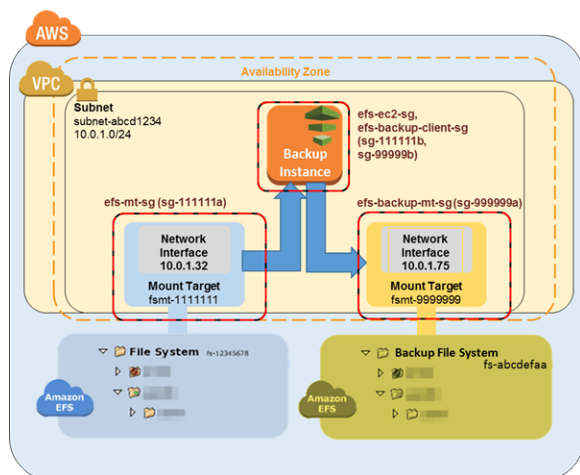 AWS
Availability Zone
VPC
Subnet
subnet-abcd1234
10.0.1.0/24
Backup
Instance
efs-ec2-sg,
efs-backup-client-sg
(sg-111111b,
sg-99999b)
efs-mt-sg (sg-111111a)
efs-backup-mt-sg(sg-999999a)
Network
Interface
10.0.1.32
Mount Target
fsmt-1111111
Network
Interface
10.0.1.75
Mount Target
fsmt-9999999
File System fs-12345678
Amazon
EFS
Backup File System
fs-abcdefaa
Amazon
EFS